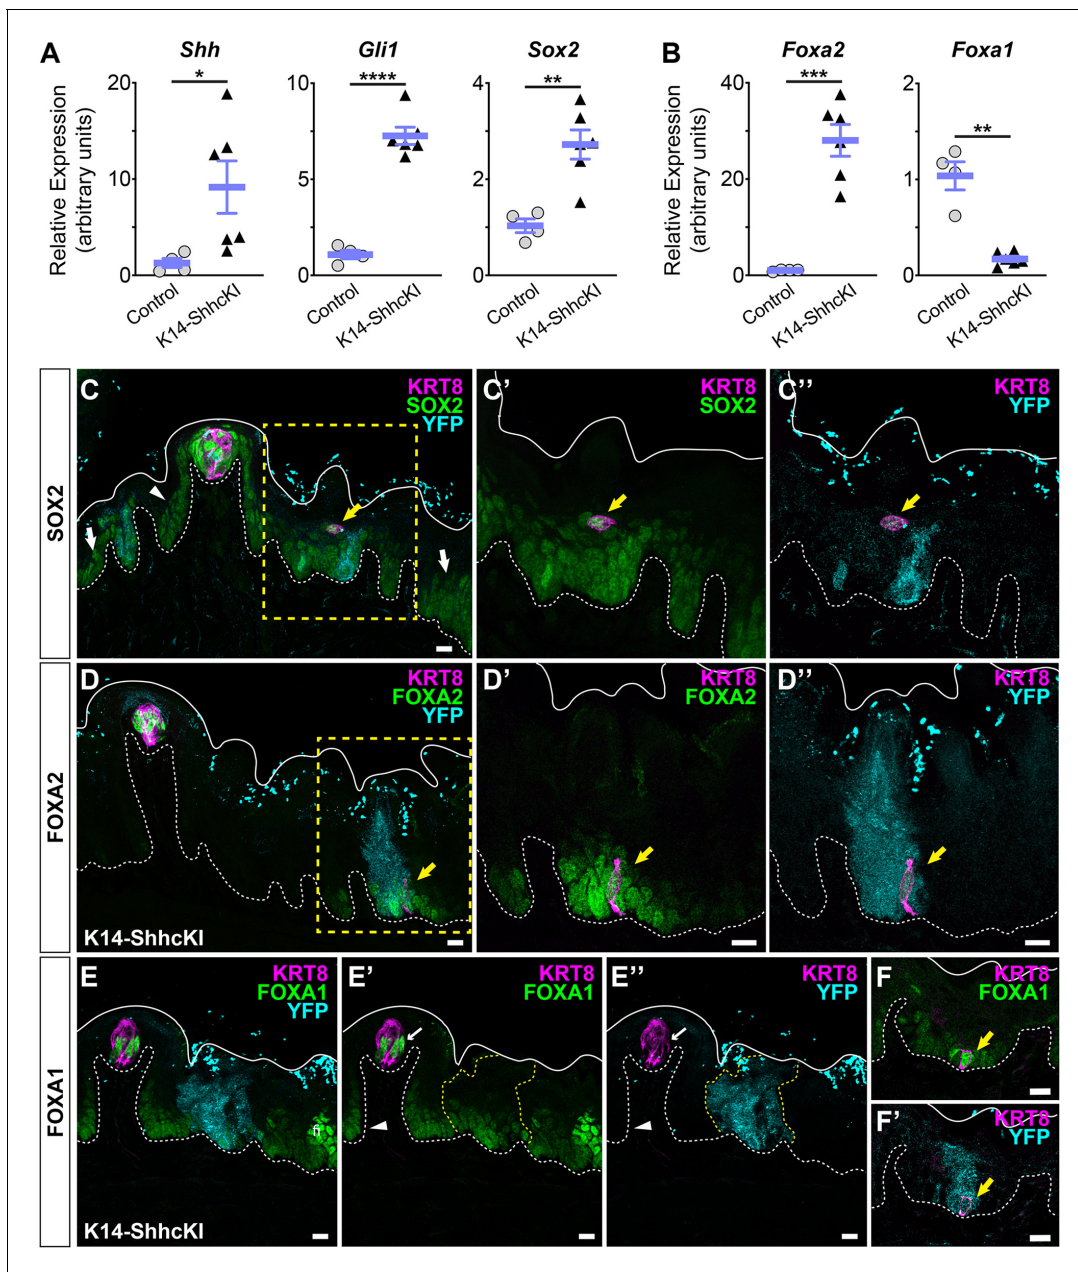 A
Shh
Gli1
Sox2
B
Foxa2
Foxa1
Relative Expression
(arbitrary units)
20
10
0
*
Control
K14-ShhcKI
10
5
0
****
Control
K14-ShhcKI
4
2
0
**
Control
K14-ShhcKI
Relative Expression
(arbitrary units)
40
20
0
***
Control
K14-ShhcKI
2
1
0
**
Control
K14-ShhcKI
SOX2
C
KRT8
SOX2
YFP
C'
KRT8
SOX2
C''
KRT8
YFP
FOXA2
D
KRT8
FOXA2
YFP
K14-ShhcKI
D'
KRT8
FOXA2
D''
KRT8
YFP
FOXA1
E
KRT8
FOXA1
YFP
fi
K14-ShhcKI
E'
KRT8
FOXA1
E''
KRT8
YFP
F
KRT8
FOXA1
F'
KRT8
YFP